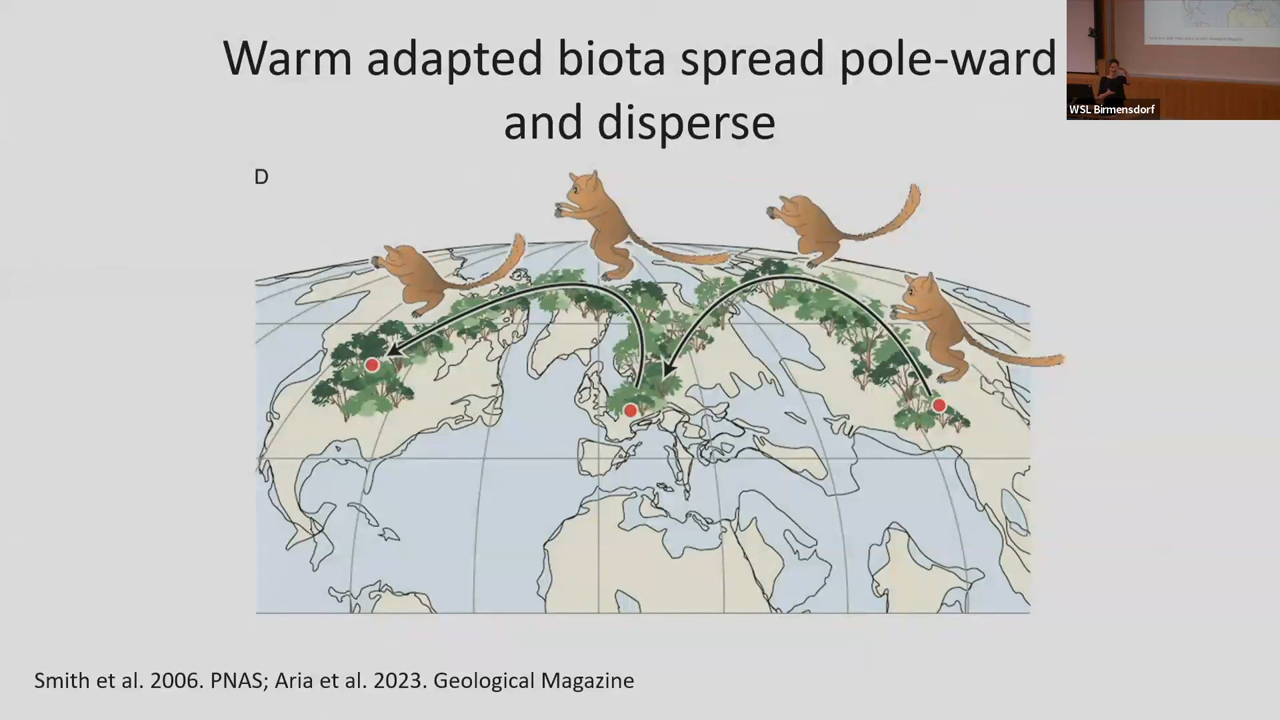 Warm adapted biota spread pole-ward
and disperse
WSL Birmensdorf
D
Smith et al. 2006. PNAS; Aria et al. 2023. Geological Magazine